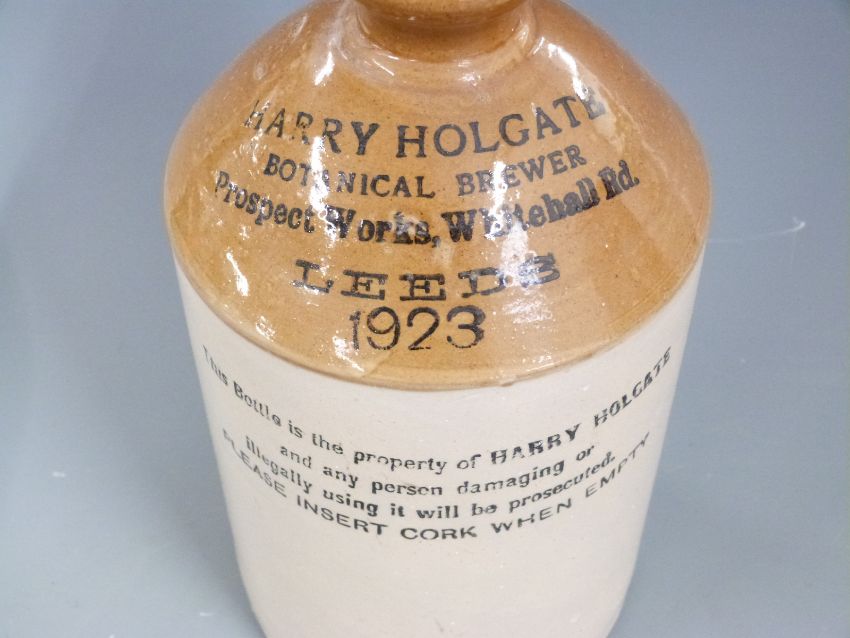 HARRY HOLGATE
BOTANICAL BREWER
Prospect Works, Whitehall Rd.
LEEDS
1923
This Bottle is the property of HARRY HOLGATE
and any person damaging or
illegally using it will be prosecuted.
PLEASE INSERT CORK WHEN EMPTY